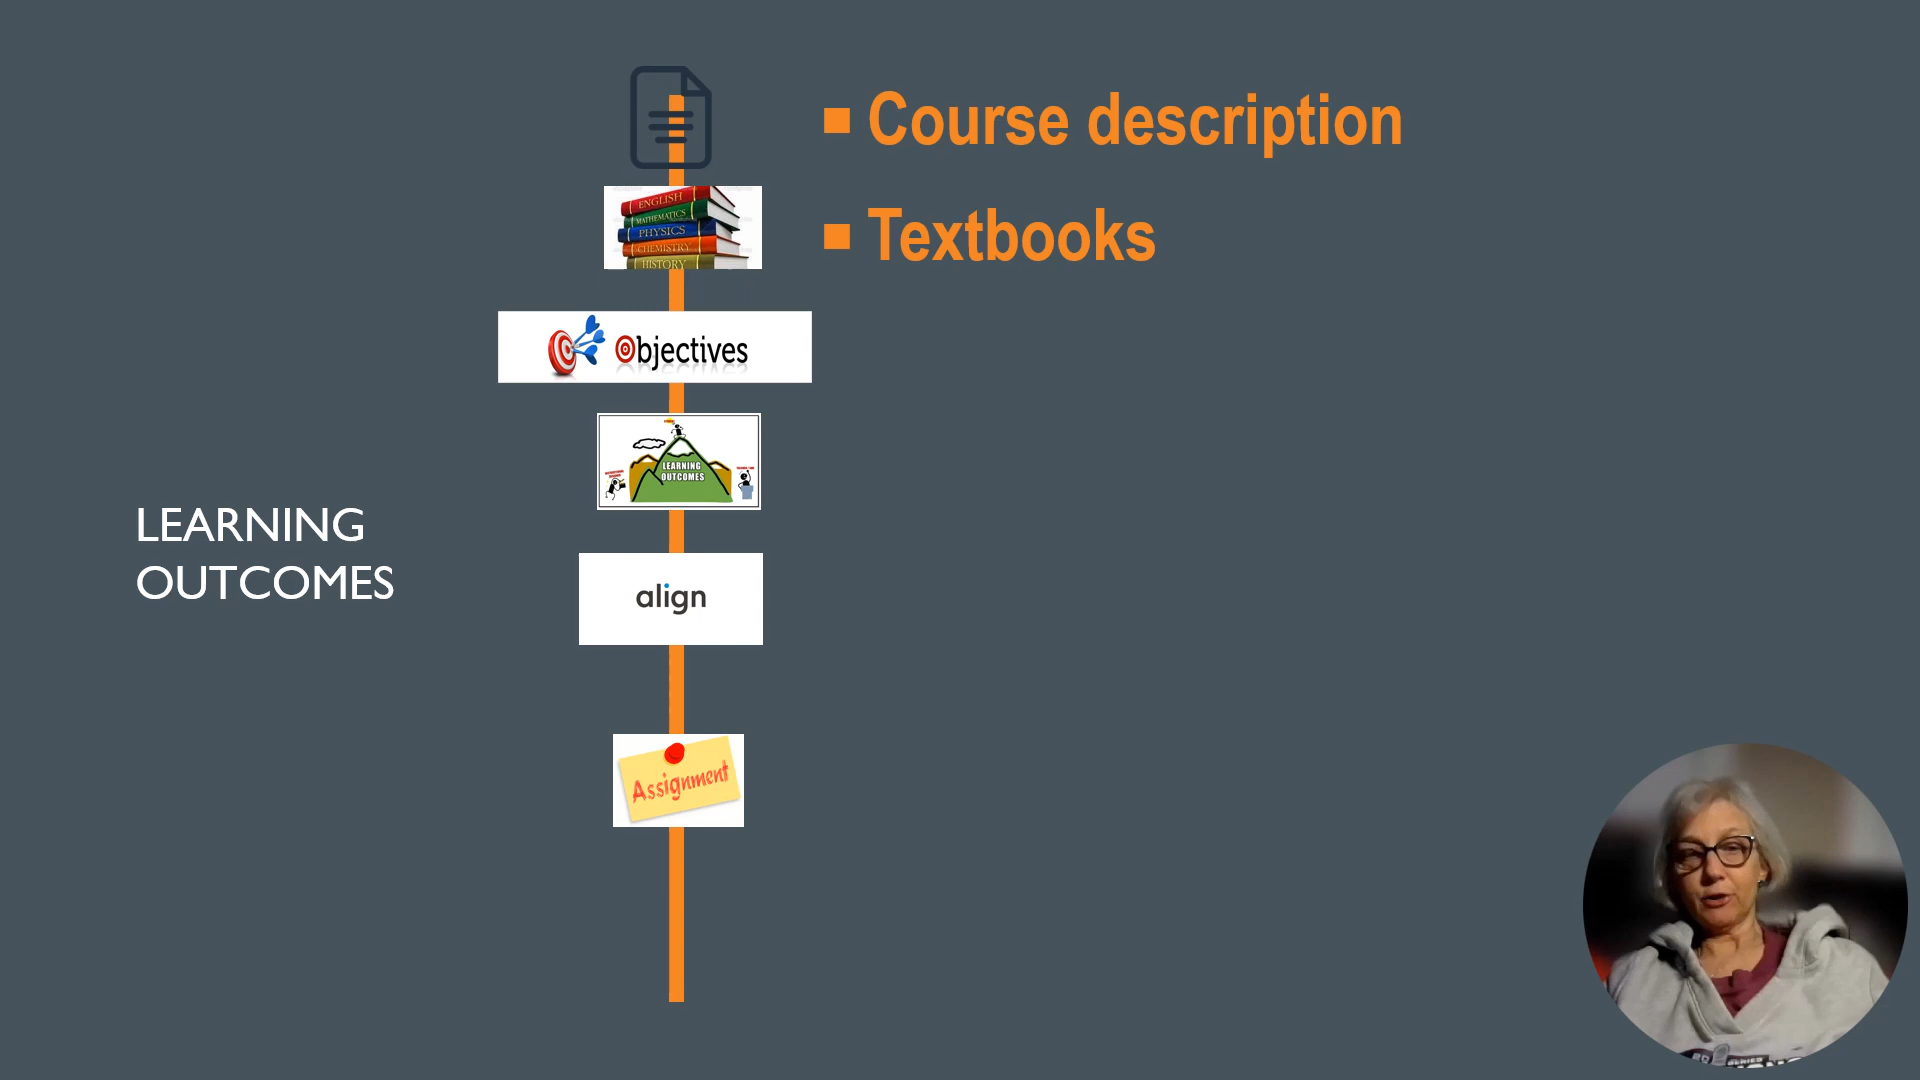 LEARNING
OUTCOMES
Course description
ENGLISH
MATHEMATICS
PHYSICS
CHEMISTRY
HISTORY
Textbooks
Objectives
LEARNING
OUTCOMES
align
Assignment